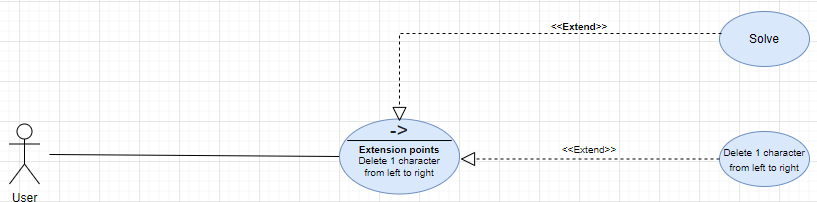 <<Extend>>
Solve
->
Extension points
Delete 1 character
from left to right
<<Extend>>
Delete 1 character
from left to right
User